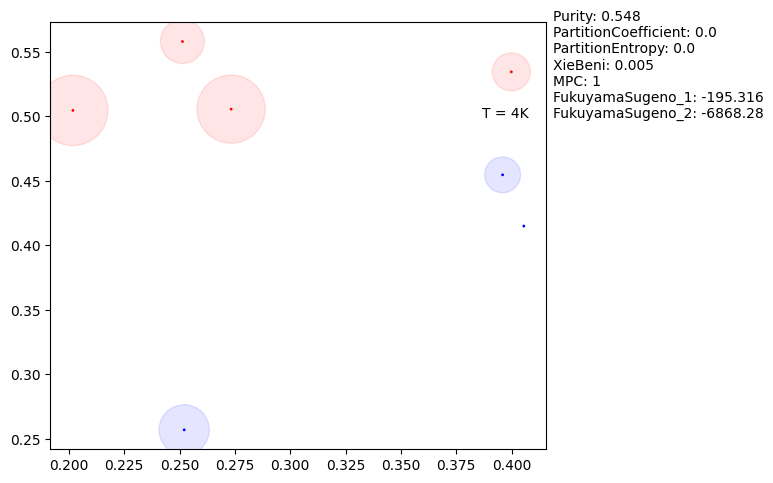 Purity: 0.548
PartitionCoefficient: 0.0
PartitionEntropy: 0.0
XieBeni: 0.005
MPC: 1
FukuyamaSugeno_1: -195.316
FukuyamaSugeno_2: -6868.28
T = 4K
0.55
0.50
0.45
0.40
0.35
0.30
0.25
0.200 0.225 0.250 0.275 0.300 0.325 0.350 0.375 0.400